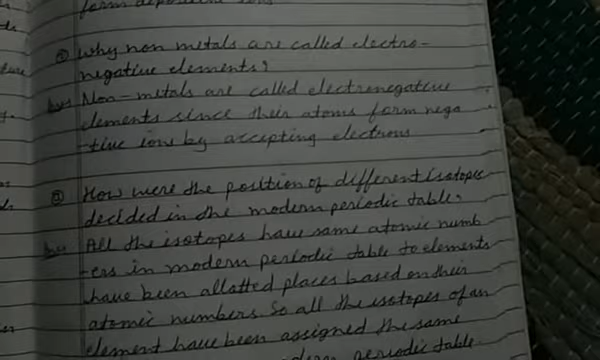 form
Q Why non metals are called electro-
negative elements?
Ans Non-metals are called electronegative
elements since their atoms form nega
-tive ions by accepting electrons
Q How were the position of different isotopes
decided in the modern periodic table.
Ans All the isotopes have same atomic numb
-ers in modern periodic table to elements
have been allotted places based on their
atomic numbers. So all the isotopes of an
element have been assigned the same
periodic table.